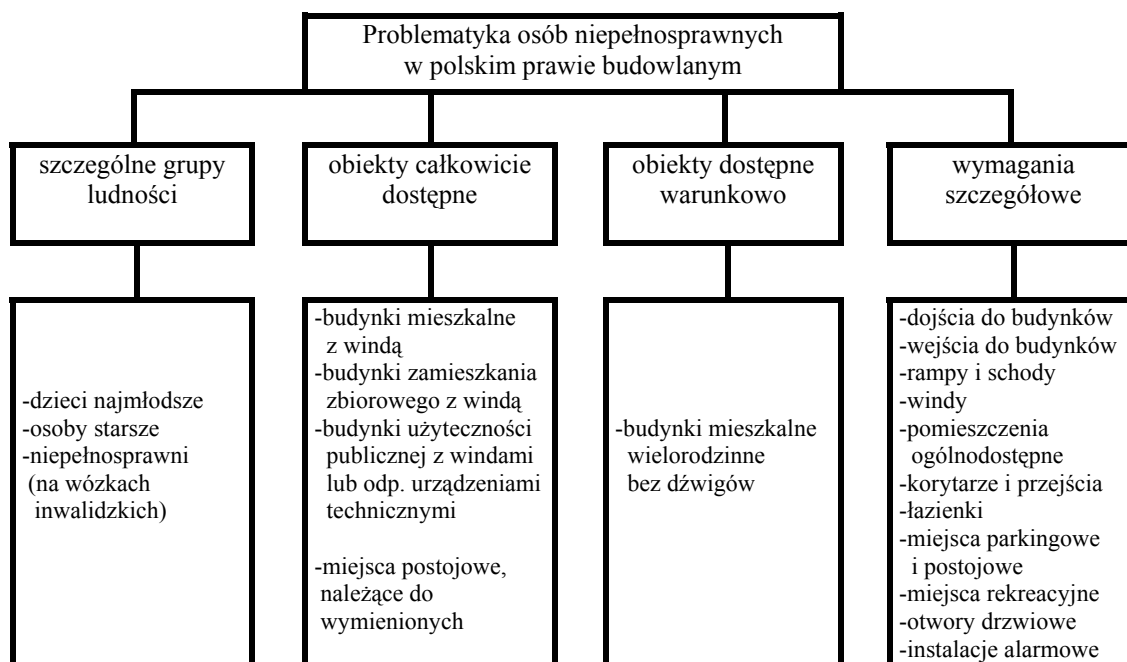 Problematyka osób niepełnosprawnych
w polskim prawie budowlanym
szczególne grupy
ludności
obiekty całkowicie
dostępne
obiekty dostępne
warunkowo
wymagania
szczegółowe
-dzieci najmłodsze
-osoby starsze
-niepełnosprawni
(na wózkach
inwalidzkich)
-budynki mieszkalne
z windą
-budynki zamieszkania
zbiorowego z windą
-budynki użyteczności
publicznej z windami
lub odp. urządzeniami
technicznymi
-miejsca postojowe,
należące do
wymienionych
-budynki mieszkalne
wielorodzinne
bez dźwigów
-dojścia do budynków
-wejścia do budynków
-rampy i schody
-windy
-pomieszczenia
ogólnodostępne
-korytarze i przejścia
-łazienki
-miejsca parkingowe
i postojowe
-miejsca rekreacyjne
-otwory drzwiowe
-instalacje alarmowe